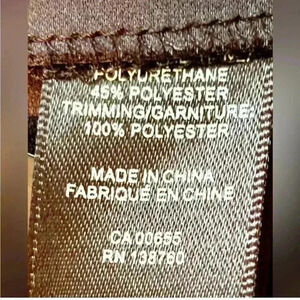 POLYURETHANE
45% POLYESTER
TRIMMING/GARNITURE:
100% POLYESTER
MADE IN CHINA
FABRIQUÉ EN CHINE
CA 00655
RN 138760